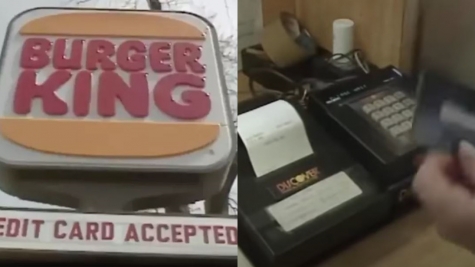 BURGER
KING
EDIT CARD ACCEPTED
DISCOVER